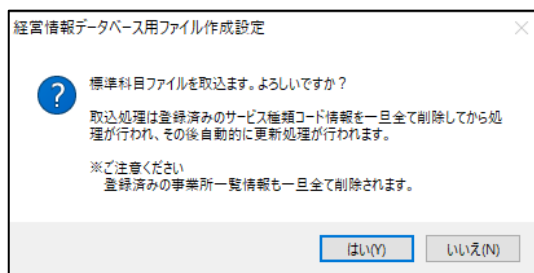 経営情報データベース用ファイル作成設定
標準科目ファイルを取込ます。よろしいですか？
取込処理は登録済みのサービス種類コード情報を一旦全て削除してから処
理が行われ、その後自動的に更新処理が行われます。
※ご注意ください
登録済みの事業所一覧情報も一旦全て削除されます。
はい(Y)
いいえ(N)